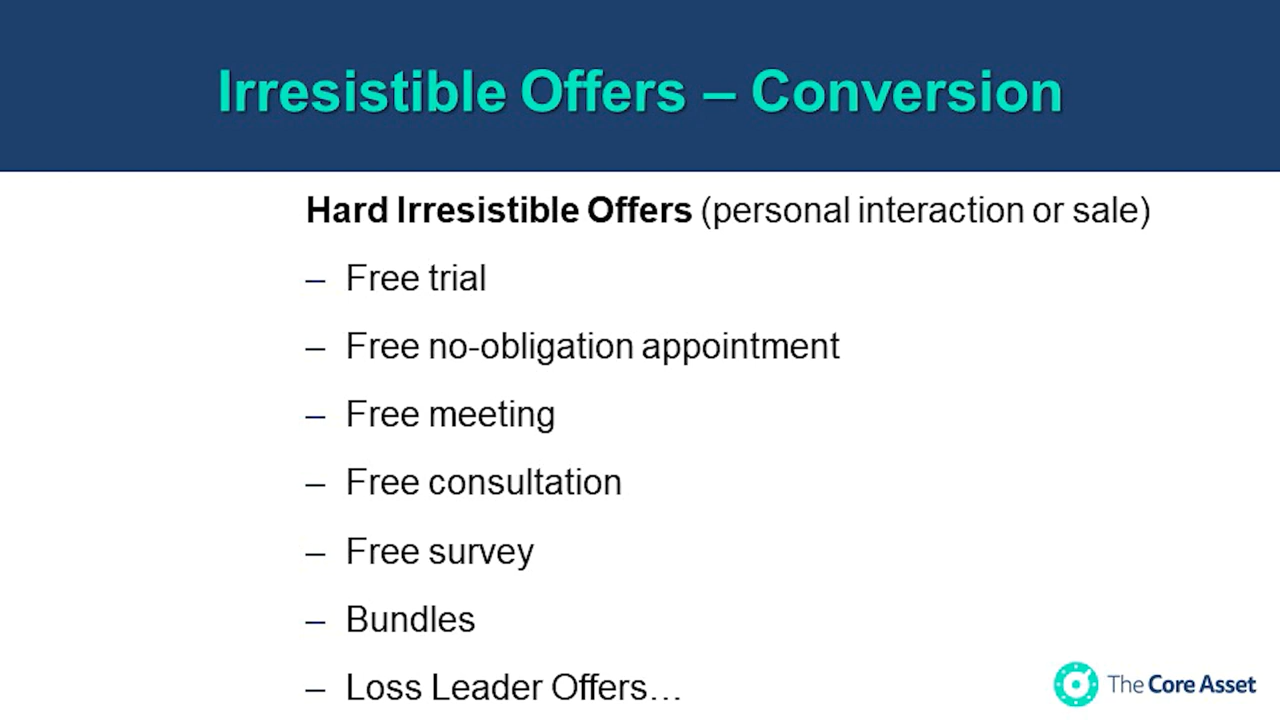 Irresistible Offers – Conversion
Hard Irresistible Offers (personal interaction or sale)
– Free trial
– Free no-obligation appointment
– Free meeting
– Free consultation
– Free survey
– Bundles
– Loss Leader Offers…
The Core Asset